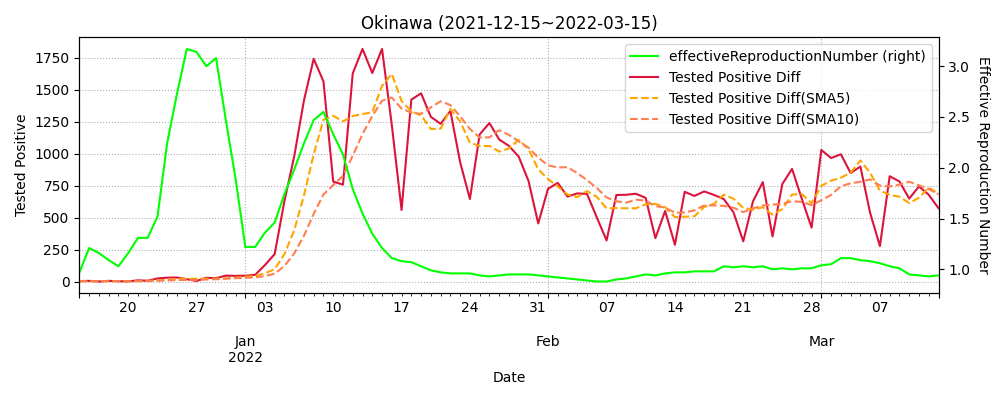 Okinawa (2021-12-15~2022-03-15)
effectiveReproductionNumber (right)
Tested Positive Diff
Tested Positive Diff(SMA5)
Tested Positive Diff(SMA10)
Tested Positive
1750
1500
1250
1000
750
500
250
0
3.0
2.5
2.0
1.5
1.0
Effective Reproduction Number
20 27 03 10 17 24 31 07 14 21 28 07
Jan Feb Mar
2022
Date